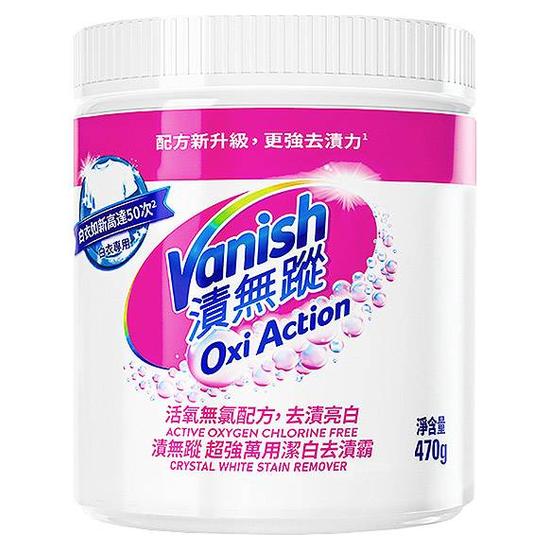 配方新升級，更強去漬力¹
白衣如新高達50次²
白衣專用
Vanish
漬無蹤
Oxi Action
活氧無氯配方，去漬亮白
ACTIVE OXYGEN CHLORINE FREE
漬無蹤 超強萬用潔白去漬霸
CRYSTAL WHITE STAIN REMOVER
淨含量
470g